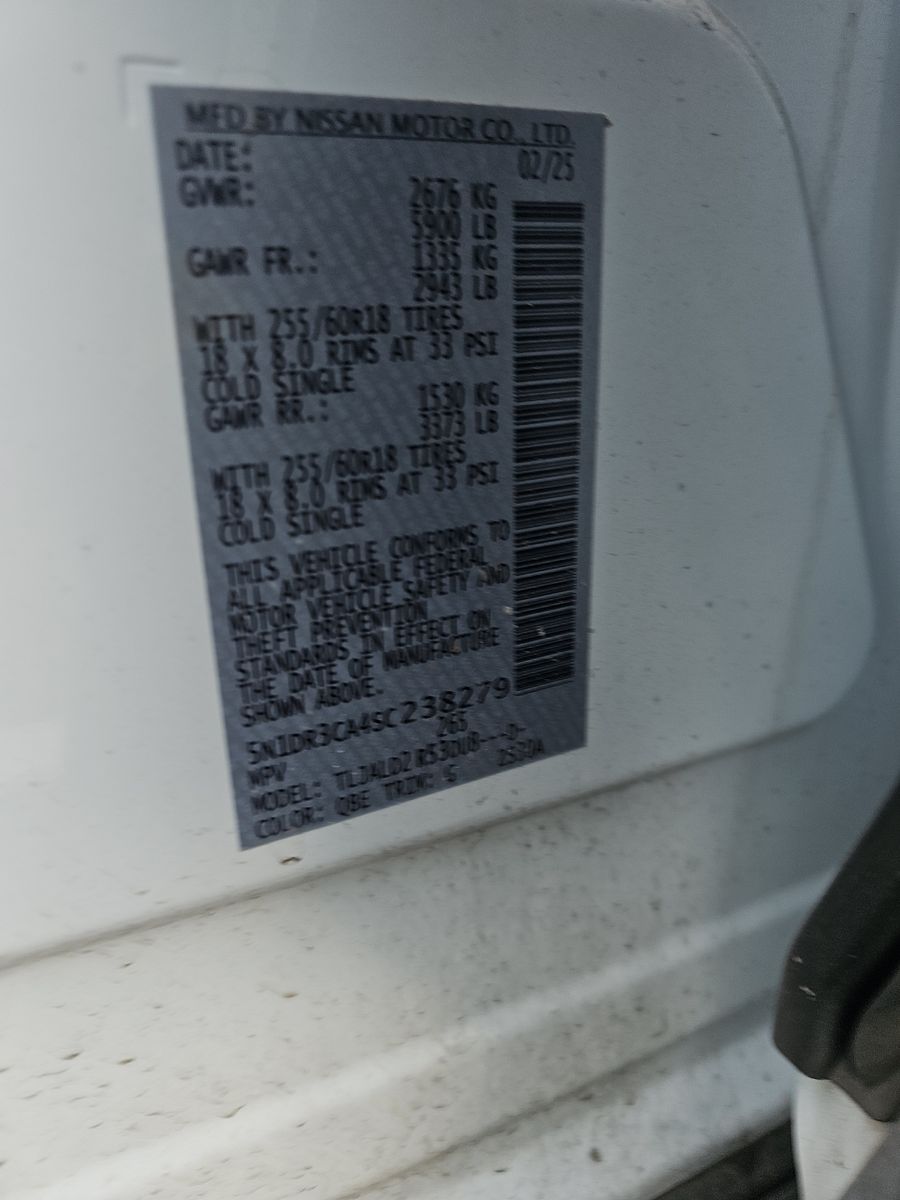 MFD BY NISSAN MOTOR CO., LTD.
DATE: 02/25
GVWR: 2676 KG
5900 LB
GAWR FR.: 1335 KG
2943 LB
WITH 255/60R18 TIRES
18 X 8.0 RIMS AT 33 PSI
COLD SINGLE
GAWR RR.: 1530 KG
3373 LB
WITH 255/60R18 TIRES
18 X 8.0 RIMS AT 33 PSI
COLD SINGLE
THIS VEHICLE CONFORMS TO
ALL APPLICABLE FEDERAL
MOTOR VEHICLE SAFETY AND
THEFT PREVENTION
STANDARDS IN EFFECT ON
THE DATE OF MANUFACTURE
SHOWN ABOVE.
5N1DR3CA4SC238279
MPV 265
MODEL:
COLOR: QBE TRIM: G